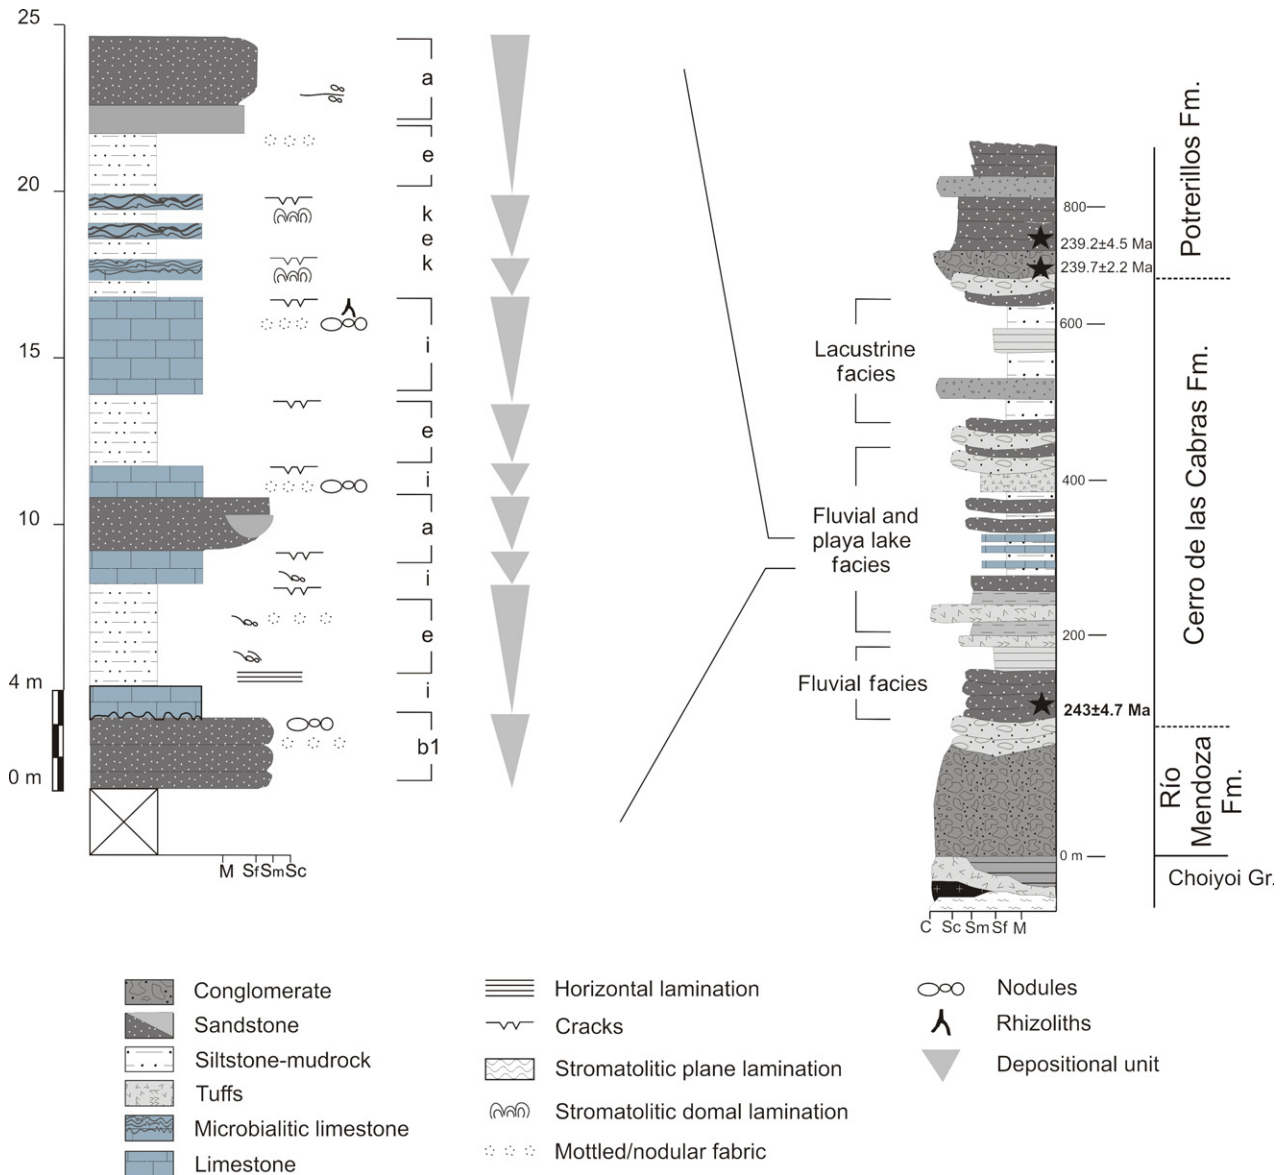 25
20
15
10
4 m
0 m
a
e
k
e
k
i
e
i
a
i
e
i
b1
M Sf Sm Sc
Lacustrine
facies
Fluvial and
playa lake
facies
Fluvial facies
800
239.2±4.5 Ma
239.7±2.2 Ma
600
400
200
243±4.7 Ma
0 m
C Sc Sm Sf M
Potrerillos Fm.
Cerro de las Cabras Fm.
Río
Mendoza
Fm.
Choiyoi Gr.
Conglomerate
Sandstone
Siltstone-mudrock
Tuffs
Microbialitic limestone
Limestone
Horizontal lamination
Cracks
Stromatolitic plane lamination
Stromatolitic domal lamination
Mottled/nodular fabric
Nodules
Rhizoliths
Depositional unit